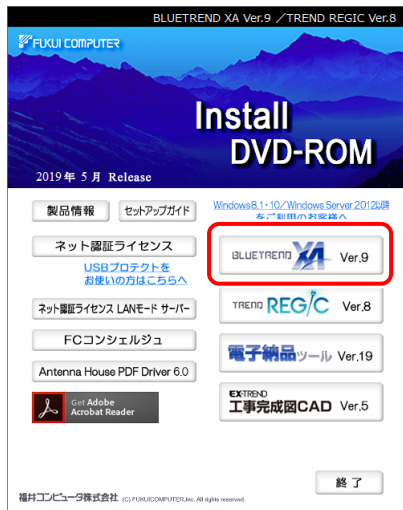 BLUETREND XA Ver.9 ／TREND REGIC Ver.8
FUKUI COMPUTER
Install
DVD-ROM
2019年 5月 Release
製品情報
セットアップガイド
Windows8.1・10／Windows Server 2012以降
をご利用のお客様へ
ネット認証ライセンス
USBプロテクトを
お使いの方はこちらへ
ネット認証ライセンス LANモード サーバー
FCコンシェルジュ
Antenna House PDF Driver 6.0
Get Adobe
Acrobat Reader
BLUETREND XA Ver.9
TREND REGIC Ver.8
電子納品ツール Ver.19
EX-TREND
工事完成図CAD Ver.5
終了
福井コンピュータ株式会社 (C) FUKUICOMPUTER,Inc. All rights reserved.